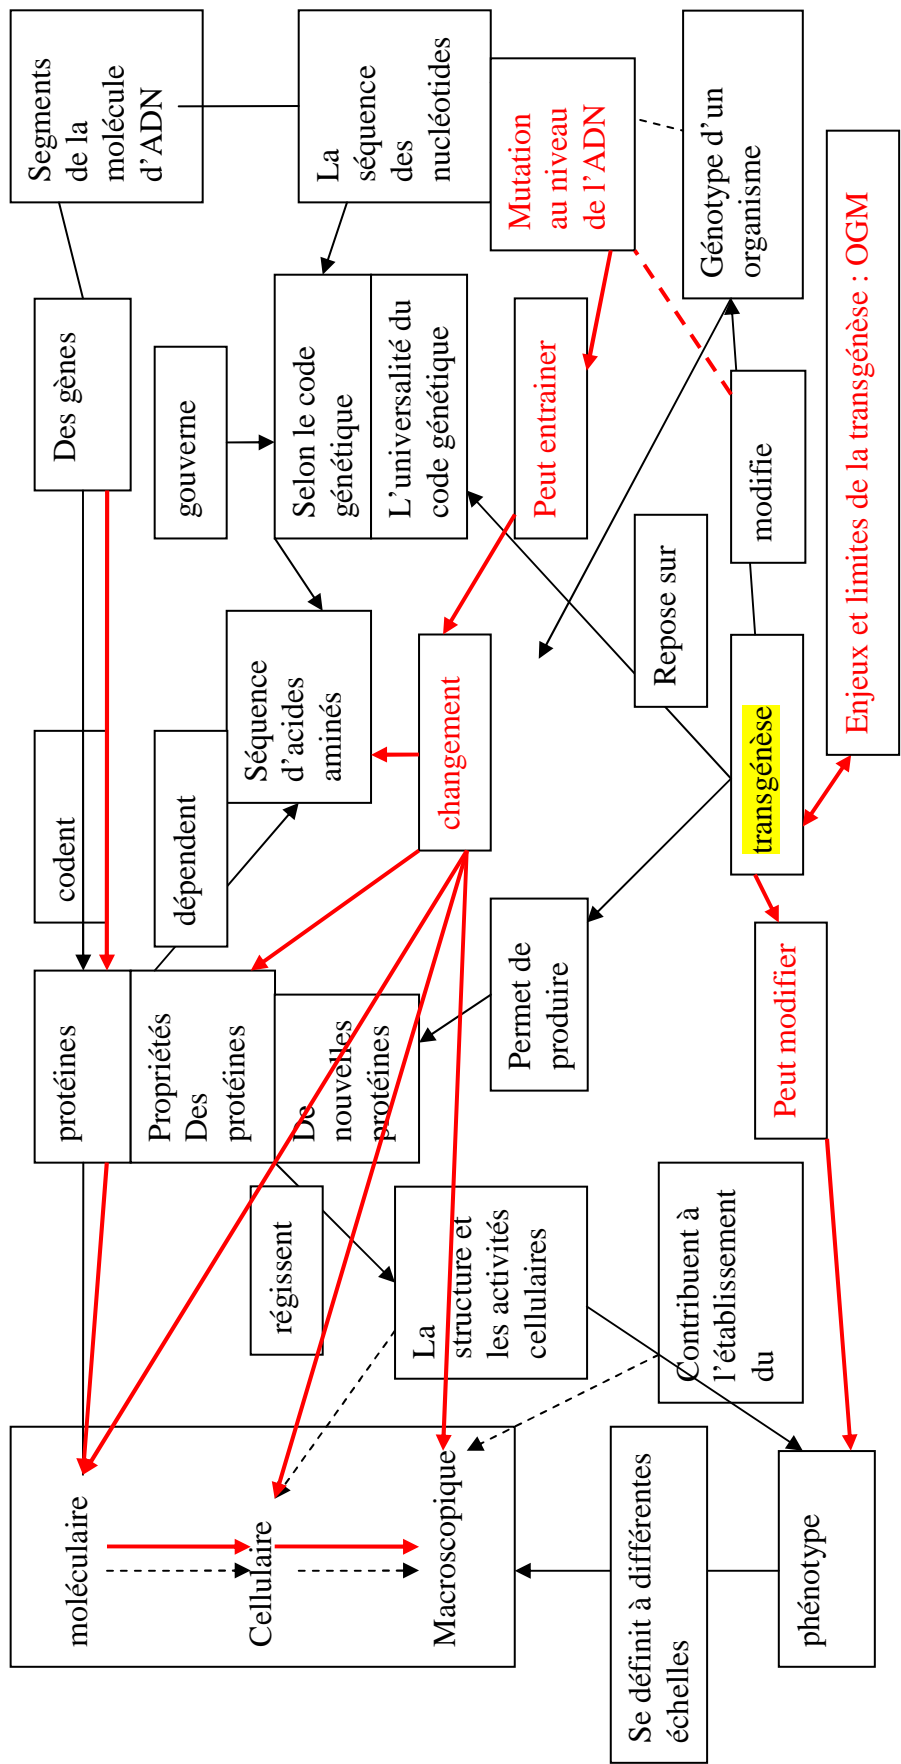 moléculaire
Cellulaire
Macroscopique
Se définit à différentes
échelles
phénotype
régissent
La
structure et
les activités
cellulaires
Contribuent à
l'établissement
du
protéines
Propriétés
Des
protéines
De
nouvelles
protéines
Permet de
produire
Peut modifier
codent
dépendent
Séquence
d'acides
aminés
changement
Repose sur
transgénèse
Des gènes
gouverne
Selon le code
génétique
L'universalité du
code génétique
Peut entrainer
modifie
Enjeux et limites de la transgénèse : OGM
Segments
de la
molécule
d'ADN
La
séquence
des
nucléotides
Mutation
au niveau
de l'ADN
Génotype d'un
organisme